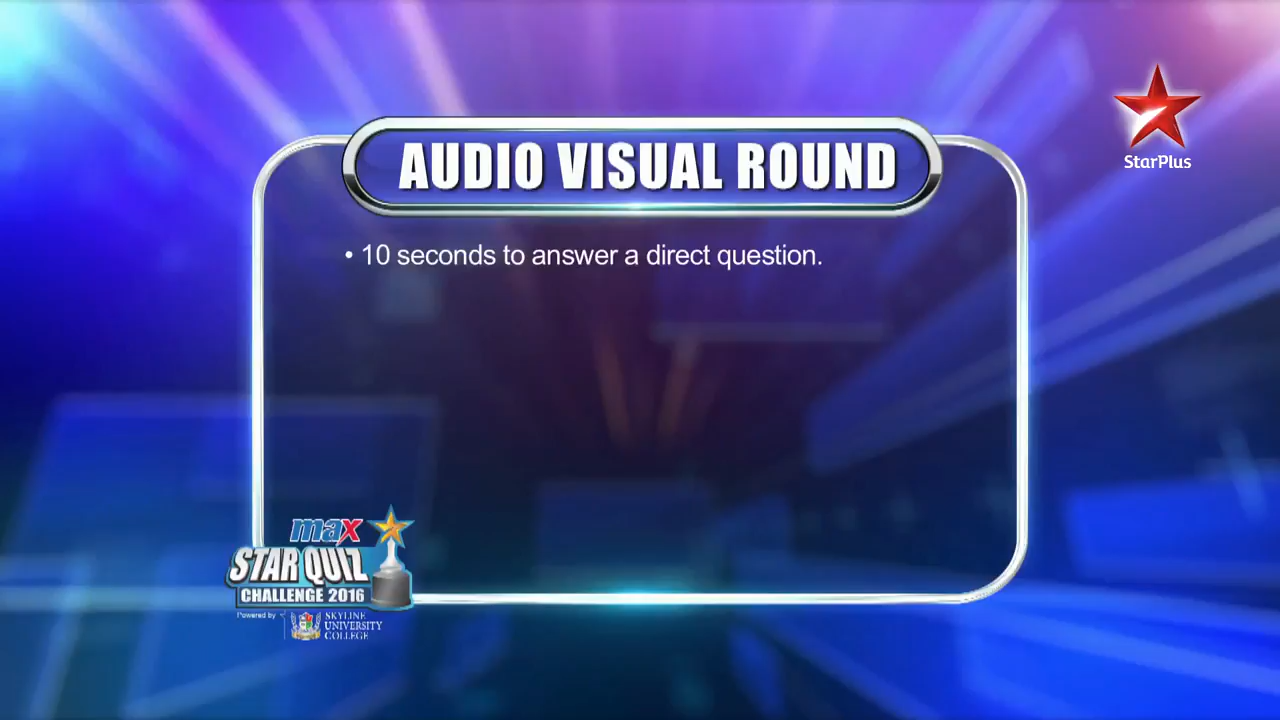 AUDIO VISUAL ROUND
StarPlus
• 10 seconds to answer a direct question.
max
STAR QUIZ
CHALLENGE 2016
Powered by
SKYLINE
UNIVERSITY
COLLEGE